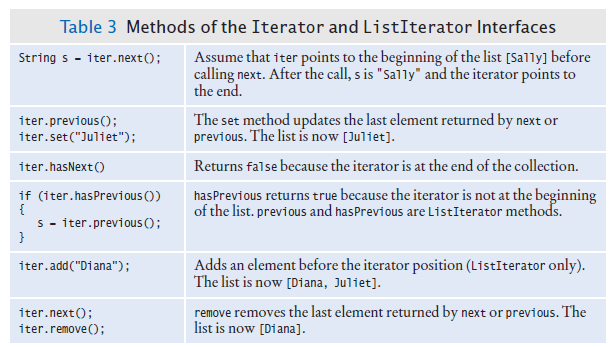 Table 3 Methods of the Iterator and ListIterator Interfaces
String s = iter.next();
Assume that iter points to the beginning of the list [Sally] before
calling next. After the call, s is "Sally" and the iterator points to
the end.
iter.previous();
iter.set("Juliet");
The set method updates the last element returned by next or
previous. The list is now [Juliet].
iter.hasNext()
Returns false because the iterator is at the end of the collection.
if (iter.hasPrevious())
{
s = iter.previous();
}
hasPrevious returns true because the iterator is not at the beginning
of the list. previous and hasPrevious are ListIterator methods.
iter.add("Diana");
Adds an element before the iterator position (ListIterator only).
The list is now [Diana, Juliet].
iter.next();
iter.remove();
remove removes the last element returned by next or previous. The
list is now [Diana].